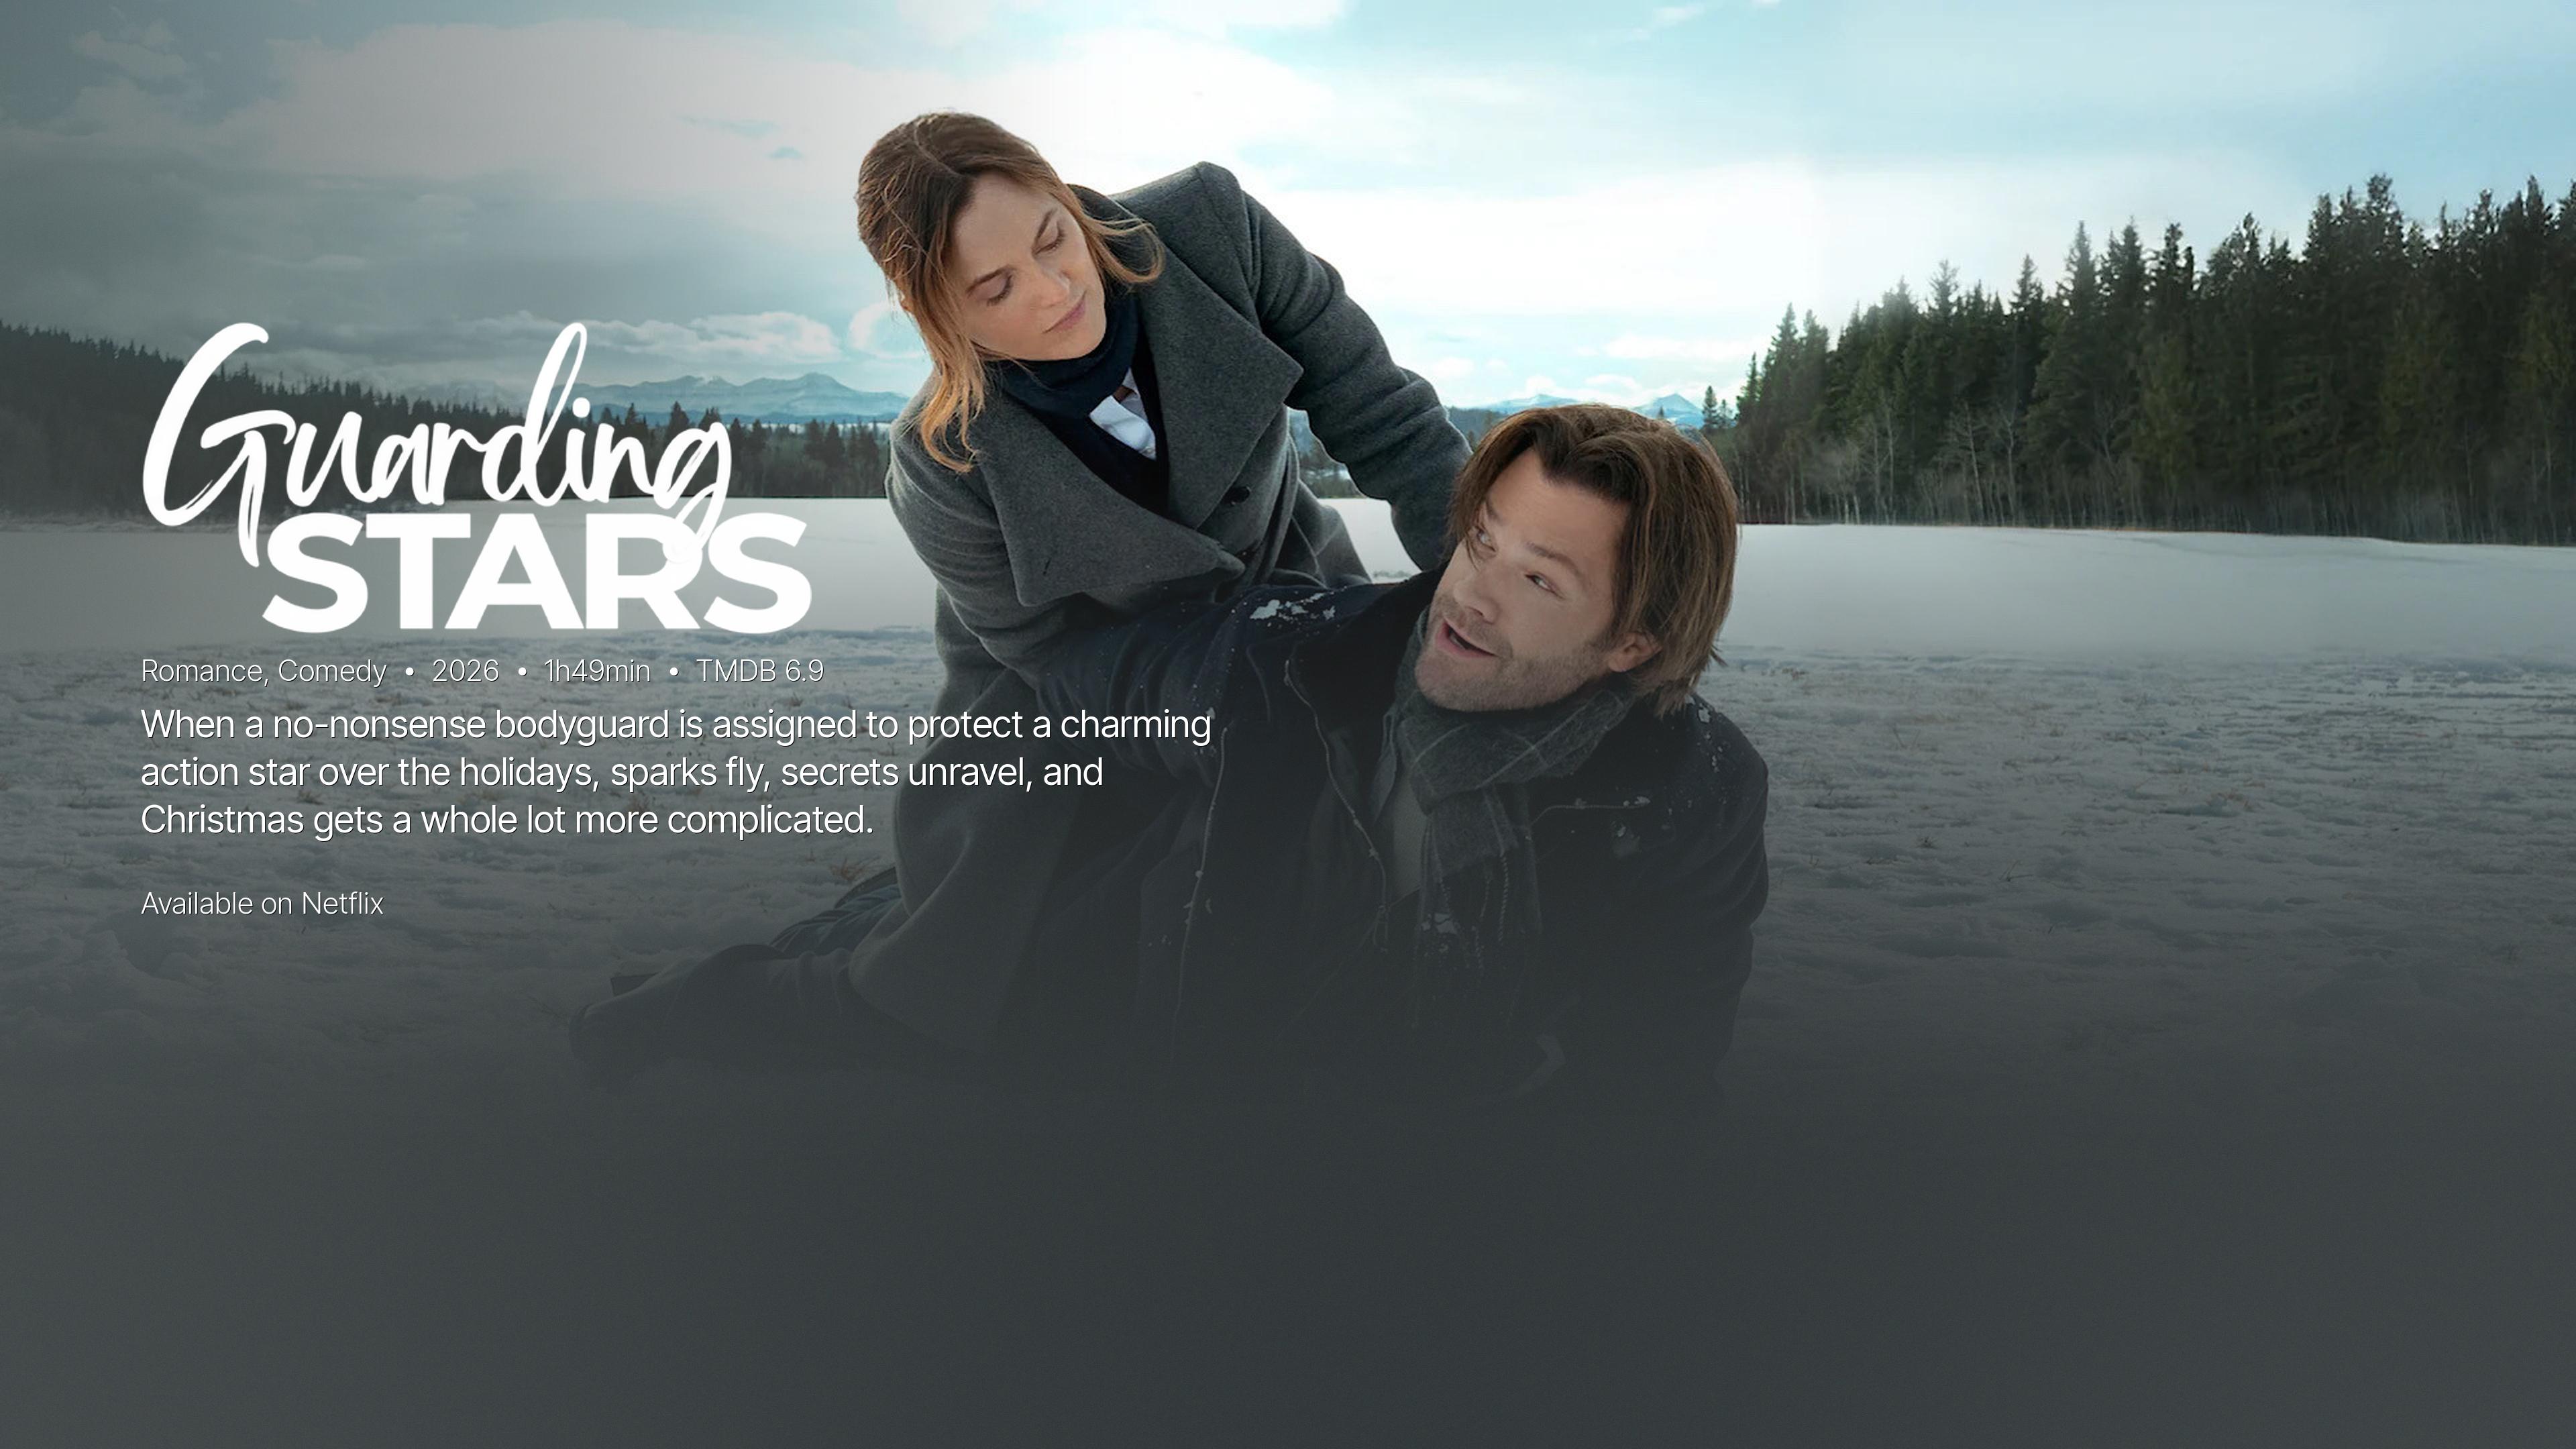 Guarding
STARS
Romance, Comedy • 2026 • 1h49min • TMDB 6.9
When a no-nonsense bodyguard is assigned to protect a charming
action star over the holidays, sparks fly, secrets unravel, and
Christmas gets a whole lot more complicated.
Available on Netflix